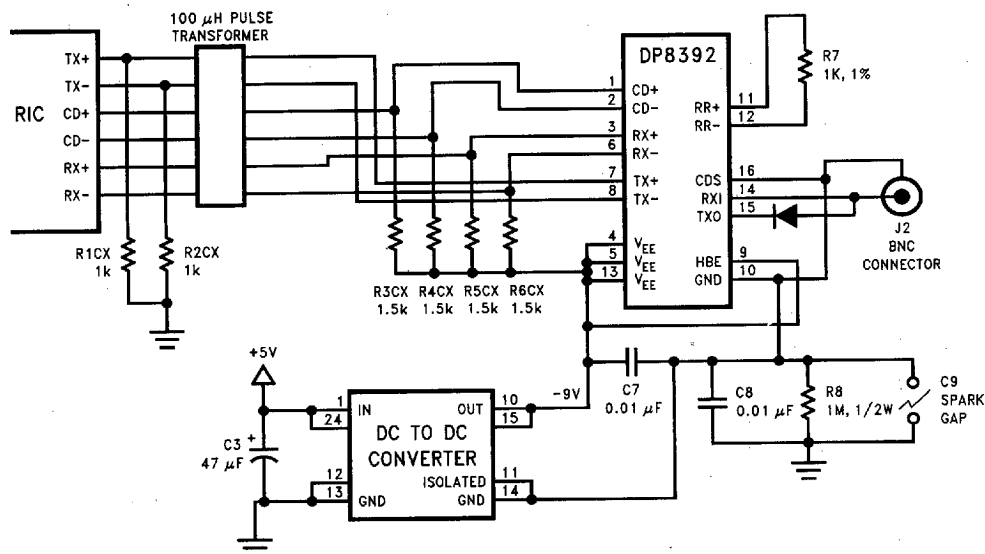 100 μH PULSE
TRANSFORMER
RIC
TX+
TX-
CD+
CD-
RX+
RX-
R1CX
1k
R2CX
1k
R3CX
1.5k
R4CX
1.5k
R5CX
1.5k
R6CX
1.5k
DP8392
1 CD+
2 CD-
3 RX+
6 RX-
7 TX+
8 TX-
4 VEE
5 VEE
13 VEE
RR+ 11
RR- 12
CDS 16
RXI 14
TXO 15
HBE 9
GND 10
R7
1K, 1%
J2
BNC
CONNECTOR
+5V
C3 +
47 μF
DC TO DC
CONVERTER
1 IN
24
12
13 GND
OUT 10
15
ISOLATED 11
GND 14
-9V
C7
0.01 μF
C8
0.01 μF
R8
1M, 1/2W
C9
SPARK
GAP